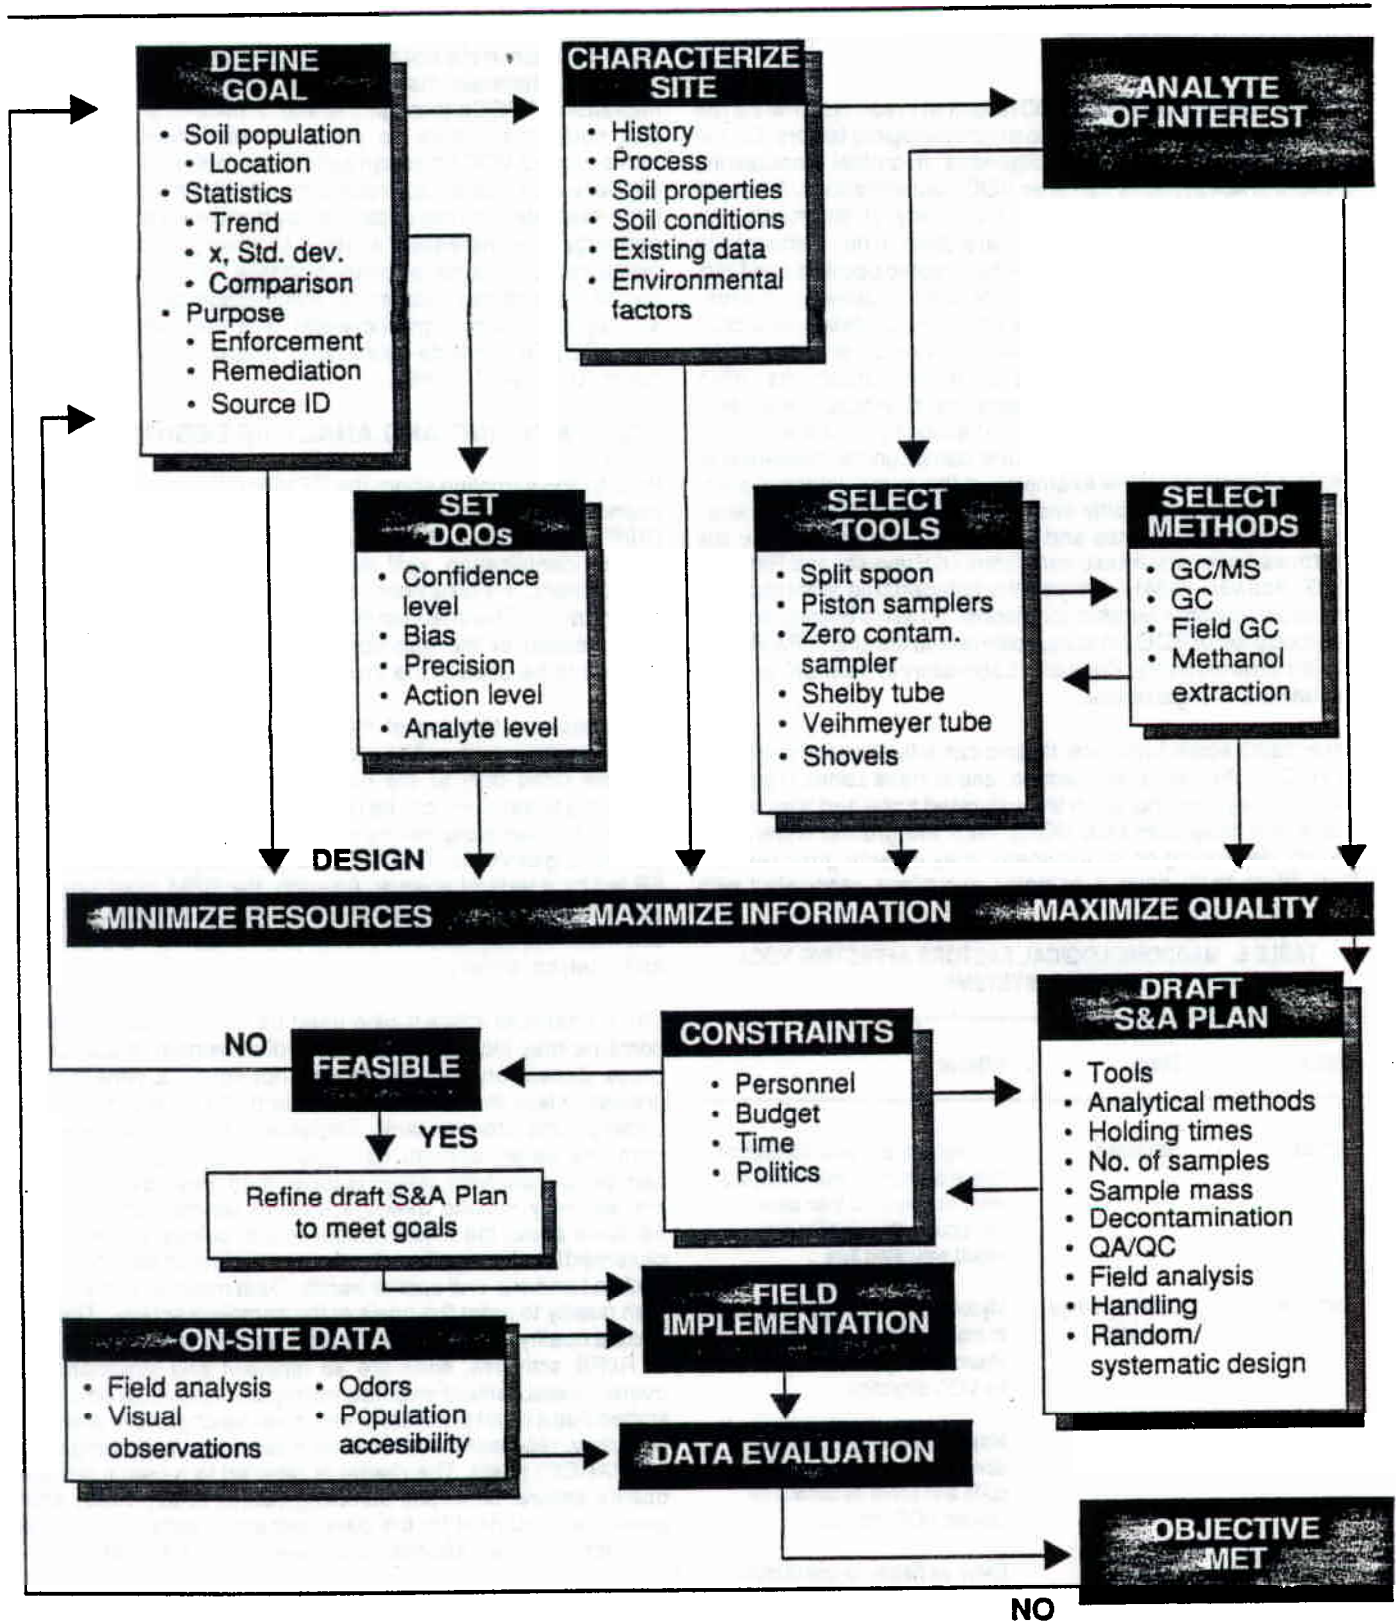 DEFINE
GOAL
• Soil population
• Location
• Statistics
• Trend
• x, Std. dev.
• Comparison
• Purpose
• Enforcement
• Remediation
• Source ID
CHARACTERIZE
SITE
• History
• Process
• Soil properties
• Soil conditions
• Existing data
• Environmental
factors
ANALYTE
OF INTEREST
SET
DQOs
• Confidence
level
• Bias
• Precision
• Action level
• Analyte level
SELECT
TOOLS
• Split spoon
• Piston samplers
• Zero contam.
sampler
• Shelby tube
• Veihmeyer tube
• Shovels
SELECT
METHODS
• GC/MS
• GC
• Field GC
• Methanol
extraction
DESIGN
MINIMIZE RESOURCES
MAXIMIZE INFORMATION
MAXIMIZE QUALITY
DRAFT
S&A PLAN
• Tools
• Analytical methods
• Holding times
• No. of samples
• Sample mass
• Decontamination
• QA/QC
• Field analysis
• Handling
• Random/
systematic design
CONSTRAINTS
• Personnel
• Budget
• Time
• Politics
NO
FEASIBLE
YES
Refine draft S&A Plan
to meet goals
FIELD
IMPLEMENTATION
ON-SITE DATA
• Field analysis
• Visual
observations
• Odors
• Population
accesibility
DATA EVALUATION
OBJECTIVE
MET
NO